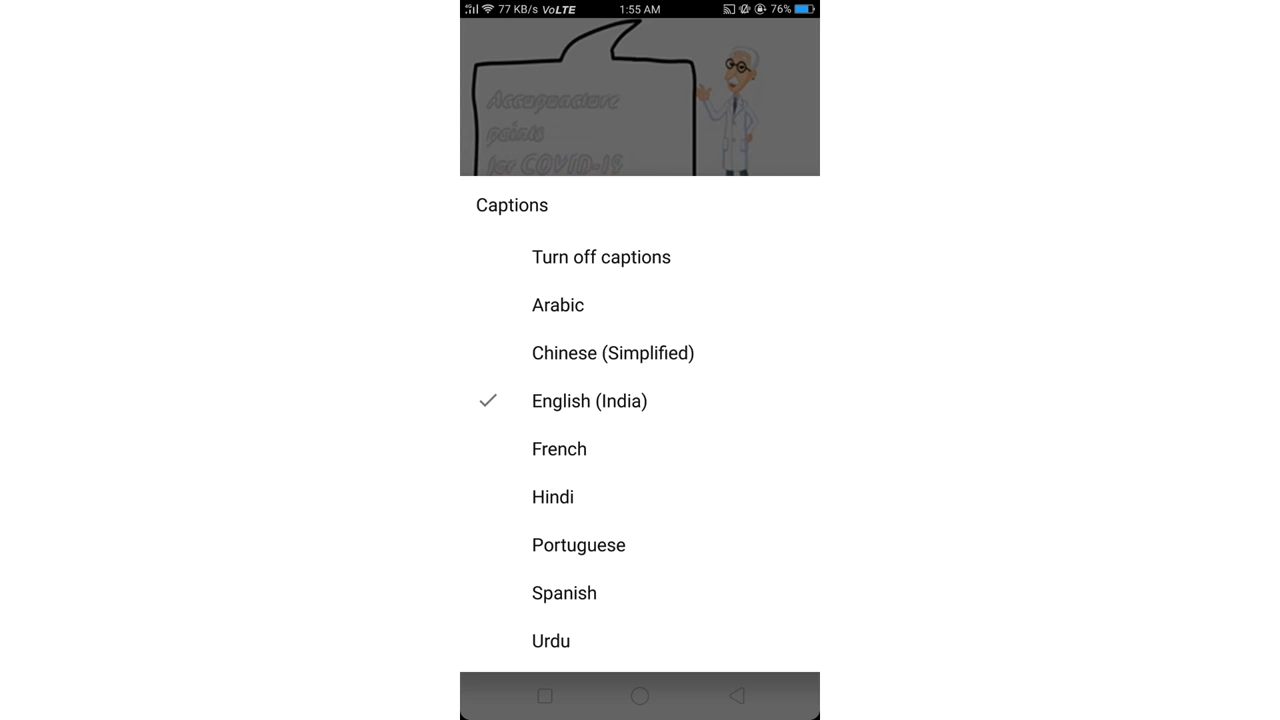 77 KB/s VoLTE 1:55 AM 76%
Accupuncture
points
for COVID-19
Captions
Turn off captions
Arabic
Chinese (Simplified)
English (India)
French
Hindi
Portuguese
Spanish
Urdu